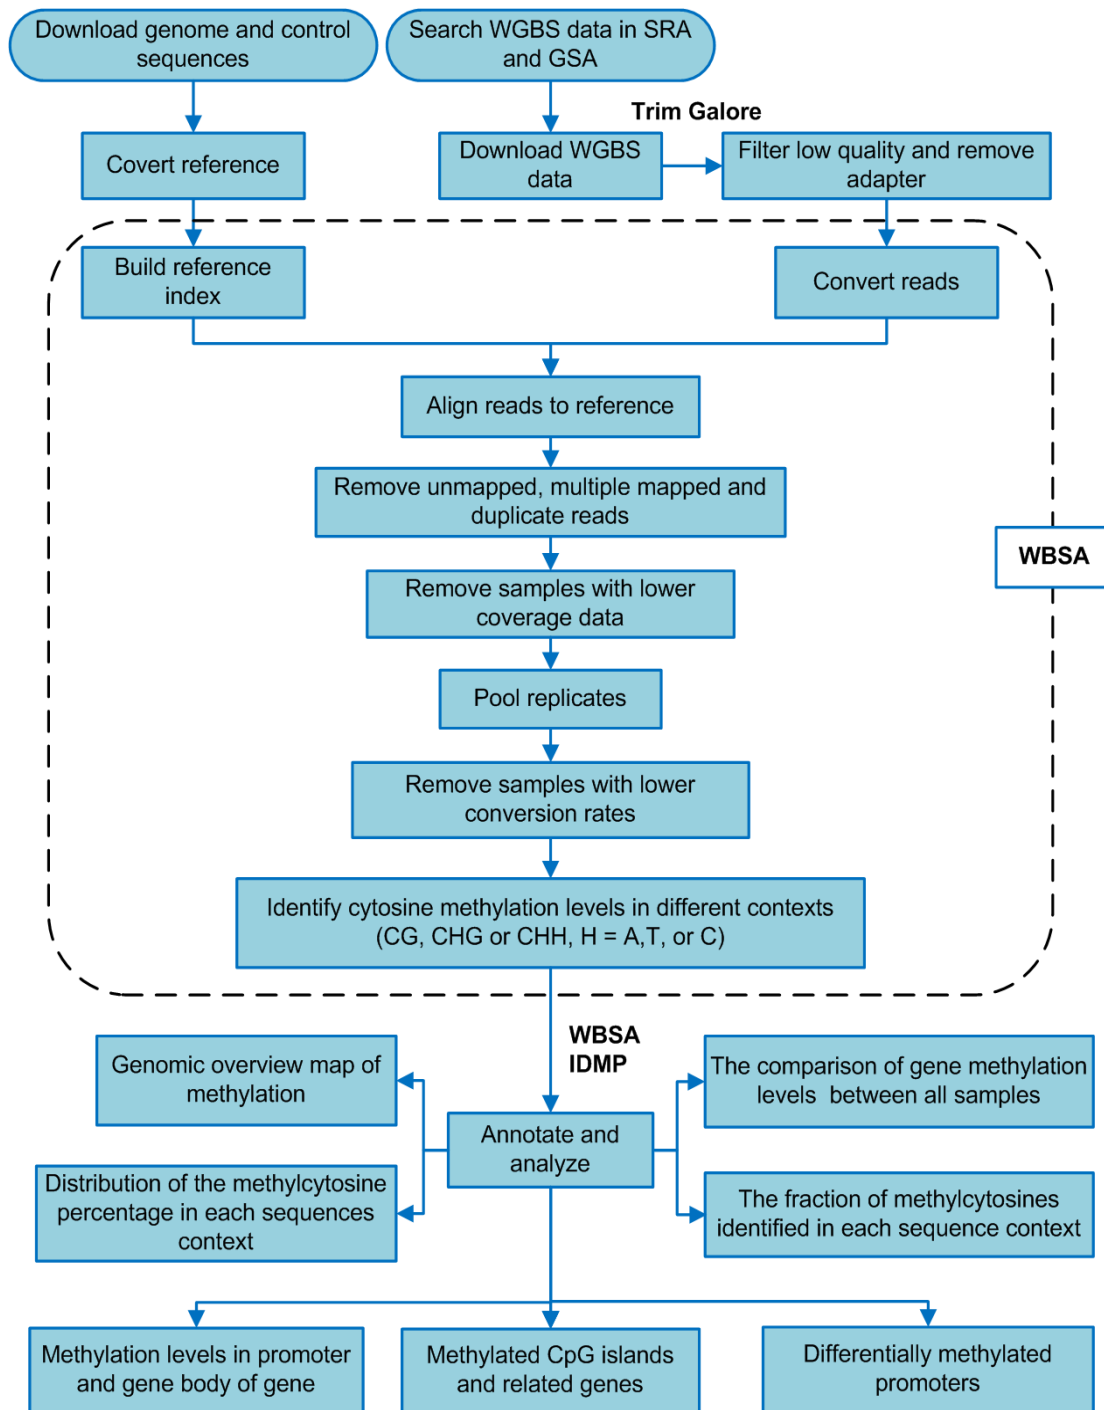 Download genome and control
sequences
Search WGBS data in SRA
and GSA
Trim Galore
Covert reference
Download WGBS
data
Filter low quality and remove
adapter
Build reference
index
Convert reads
Align reads to reference
Remove unmapped, multiple mapped and
duplicate reads
WBSA
Remove samples with lower
coverage data
Pool replicates
Remove samples with lower
conversion rates
Identify cytosine methylation levels in different contexts
(CG, CHG or CHH, H = A,T, or C)
WBSA
IDMP
Genomic overview map of
methylation
The comparison of gene methylation
levels  between all samples
Annotate and
analyze
Distribution of the methylcytosine
percentage in each sequences
context
The fraction of methylcytosines
identified in each sequence context
Methylation levels in promoter
and gene body of gene
Methylated CpG islands
and related genes
Differentially methylated
promoters